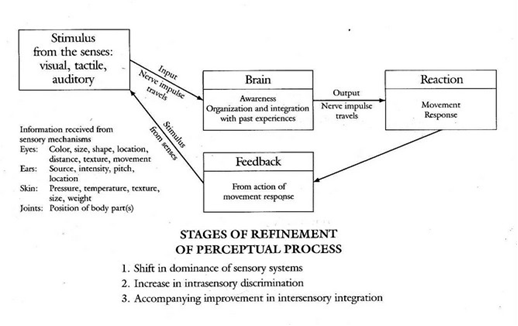 Stimulus
from the senses:
visual, tactile,
auditory
Input
Nerve impulse
travels
Brain
Awareness
Organization and integration
with past experiences
Output
Nerve impulse
travels
Reaction
Movement
Response
Stimulus
from senses
Feedback
From action of
movement response
Information received from
sensory mechanisms
Eyes: Color, size, shape, location,
distance, texture, movement
Ears: Source, intensity, pitch,
location
Skin: Pressure, temperature, texture,
size, weight
Joints: Position of body part(s)
STAGES OF REFINEMENT
OF PERCEPTUAL PROCESS
1. Shift in dominance of sensory systems
2. Increase in intrasensory discrimination
3. Accompanying improvement in intersensory integration